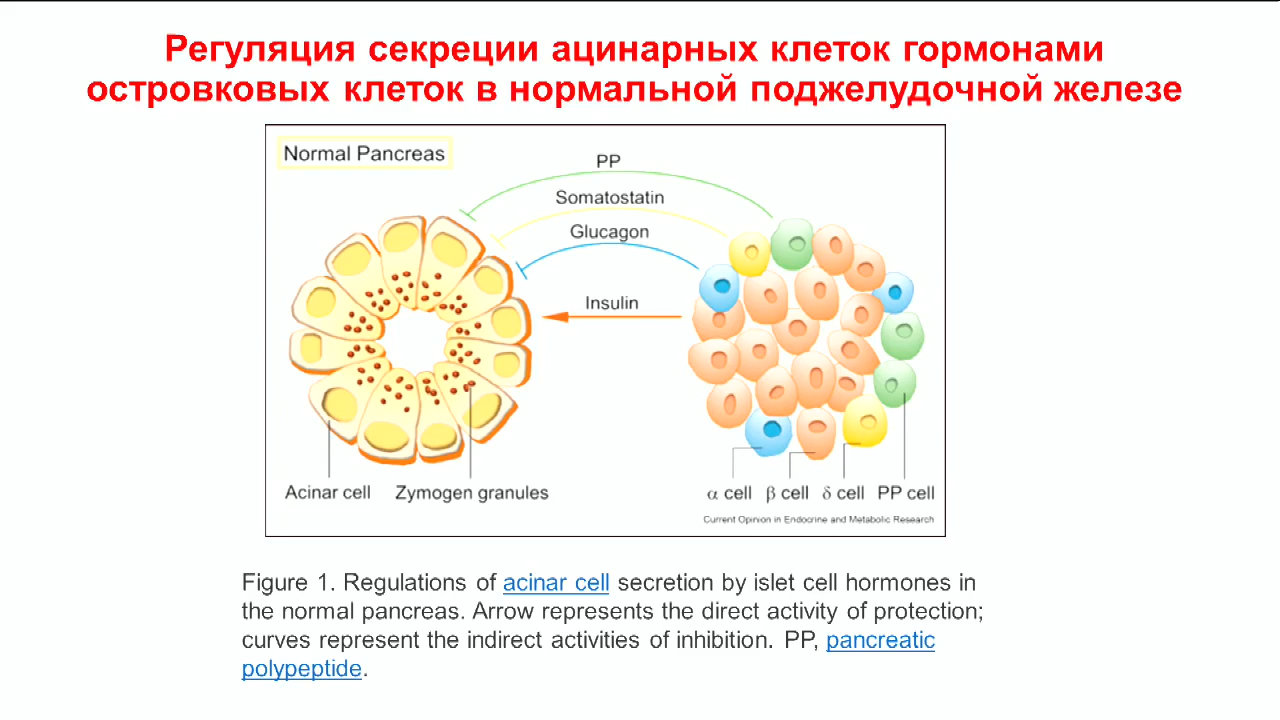 Регуляция секреции ацинарных клеток гормонами
островковых клеток в нормальной поджелудочной железе
Normal Pancreas
PP
Somatostatin
Glucagon
Insulin
Acinar cell
Zymogen granules
α cell
β cell
δ cell
PP cell
Current Opinion in Endocrine and Metabolic Research
Figure 1. Regulations of acinar cell secretion by islet cell hormones in
the normal pancreas. Arrow represents the direct activity of protection;
curves represent the indirect activities of inhibition. PP, pancreatic
polypeptide.